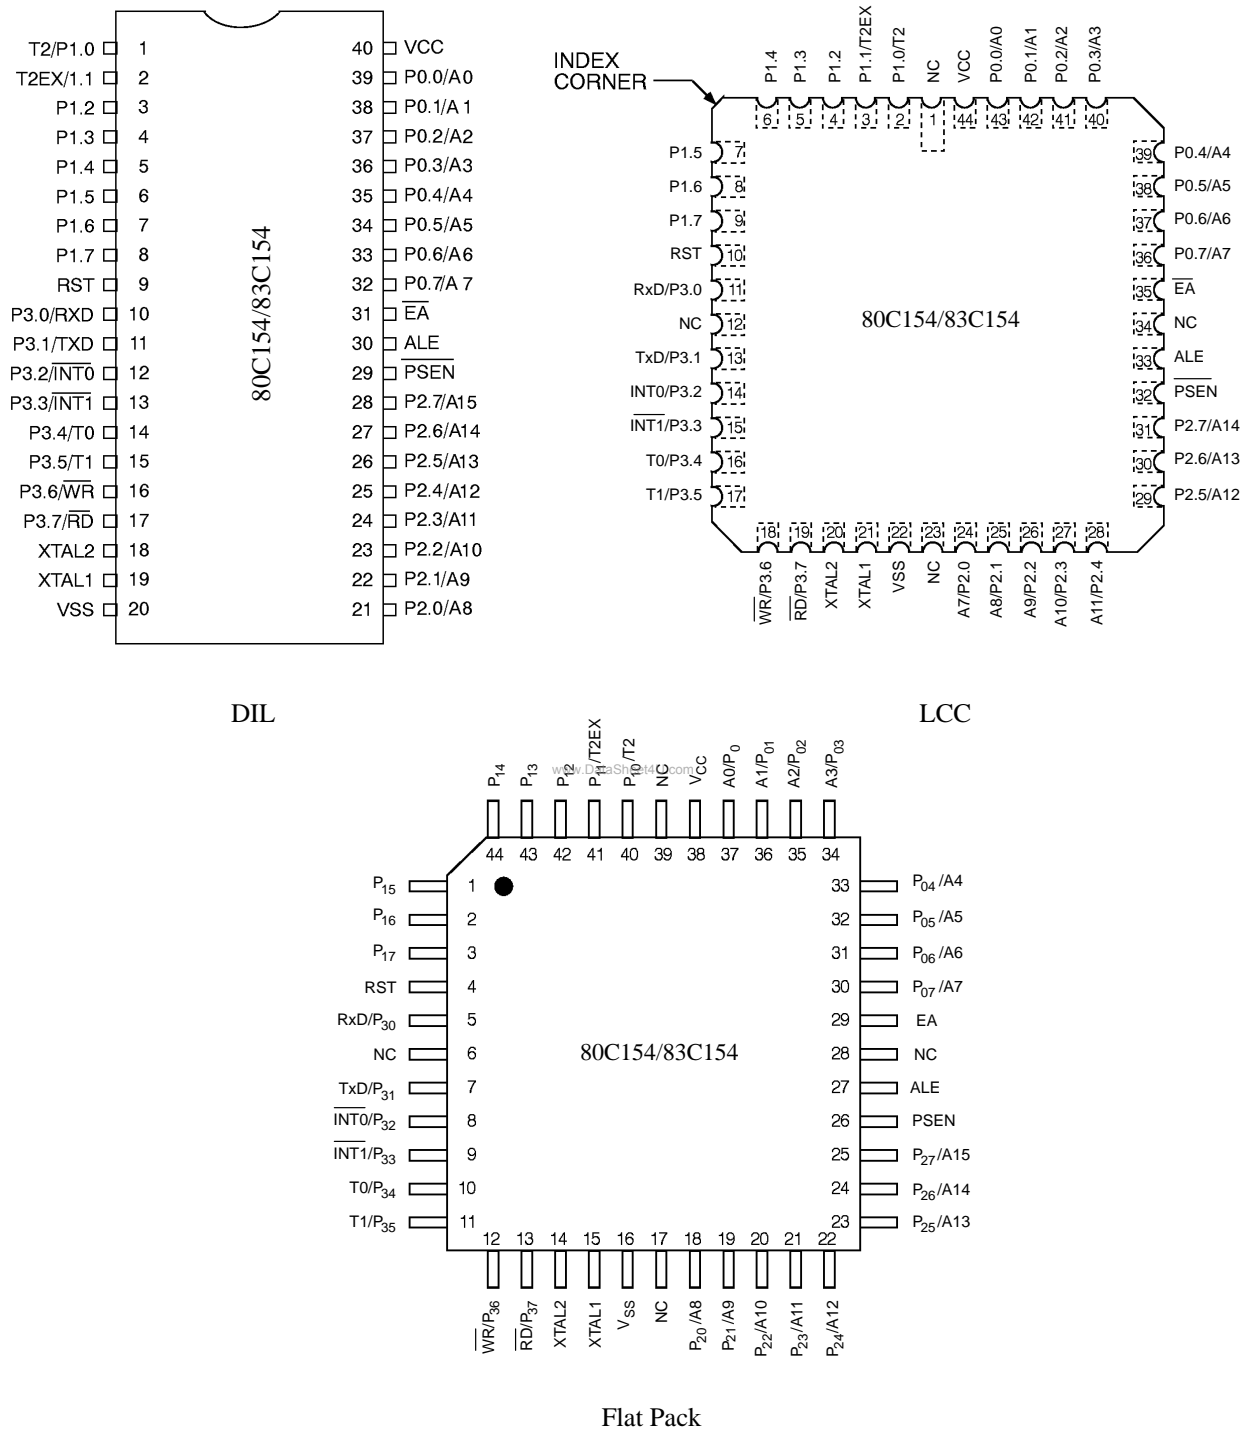 T2/P1.0 1 40 VCC
T2EX/1.1 2 39 P0.0/A0
P1.2 3 38 P0.1/A 1
P1.3 4 37 P0.2/A2
P1.4 5 36 P0.3/A3
P1.5 6 35 P0.4/A4
P1.6 7 34 P0.5/A5
P1.7 8 33 P0.6/A6
RST 9 32 P0.7/A 7
P3.0/RXD 10 31 EA
P3.1/TXD 11 30 ALE
P3.2/INT0 12 29 PSEN
P3.3/INT1 13 28 P2.7/A15
P3.4/T0 14 27 P2.6/A14
P3.5/T1 15 26 P2.5/A13
P3.6/WR 16 25 P2.4/A12
P3.7/RD 17 24 P2.3/A11
XTAL2 18 23 P2.2/A10
XTAL1 19 22 P2.1/A9
VSS 20 21 P2.0/A8
80C154/83C154
DIL
INDEX
CORNER
P1.4 P1.3 P1.2 P1.1/T2EX P1.0/T2 NC VCC P0.0/A0 P0.1/A1 P0.2/A2 P0.3/A3
6 5 4 3 2 1 44 43 42 41 40
P1.5 7 39 P0.4/A4
P1.6 8 38 P0.5/A5
P1.7 9 37 P0.6/A6
RST 10 36 P0.7/A7
RxD/P3.0 11 35 EA
NC 12 34 NC
TxD/P3.1 13 33 ALE
INT0/P3.2 14 32 PSEN
INT1/P3.3 15 31 P2.7/A14
T0/P3.4 16 30 P2.6/A13
T1/P3.5 17 29 P2.5/A12
80C154/83C154
18 19 20 21 22 23 24 25 26 27 28
WR/P3.6 RD/P3.7 XTAL2 XTAL1 VSS NC A7/P2.0 A8/P2.1 A9/P2.2 A10/P2.3 A11/P2.4
LCC
www.DataSheet4U.com
P14 P13 P12 P11/T2EX P10/T2 NC VCC A0/P0 A1/P01 A2/P02 A3/P03
44 43 42 41 40 39 38 37 36 35 34
P15 1 33 P04/A4
P16 2 32 P05/A5
P17 3 31 P06/A6
RST 4 30 P07/A7
RxD/P30 5 29 EA
NC 6 28 NC
TxD/P31 7 27 ALE
INT0/P32 8 26 PSEN
INT1/P33 9 25 P27/A15
T0/P34 10 24 P26/A14
T1/P35 11 23 P25/A13
80C154/83C154
12 13 14 15 16 17 18 19 20 21 22
WR/P36 RD/P37 XTAL2 XTAL1 VSS NC P20/A8 P21/A9 P22/A10 P23/A11 P24/A12
Flat Pack